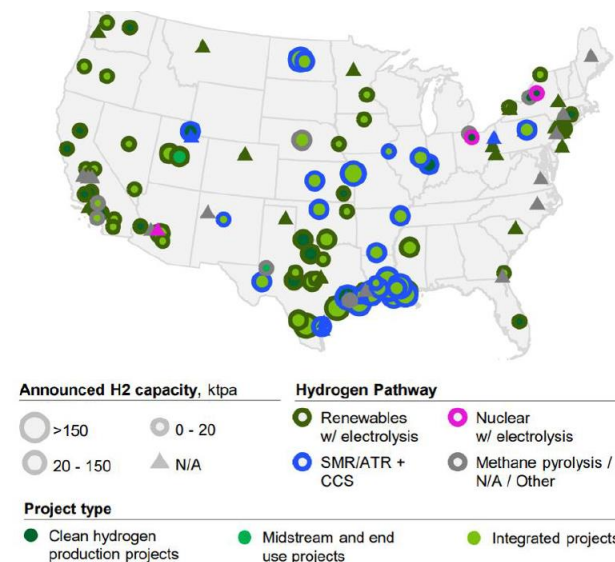 Announced H2 capacity, ktpa
Hydrogen Pathway
>150
0 - 20
20 - 150
N/A
Renewables
w/ electrolysis
Nuclear
w/ electrolysis
SMR/ATR +
CCS
Methane pyrolysis /
N/A / Other
Project type
Clean hydrogen
production projects
Midstream and end
use projects
Integrated projects